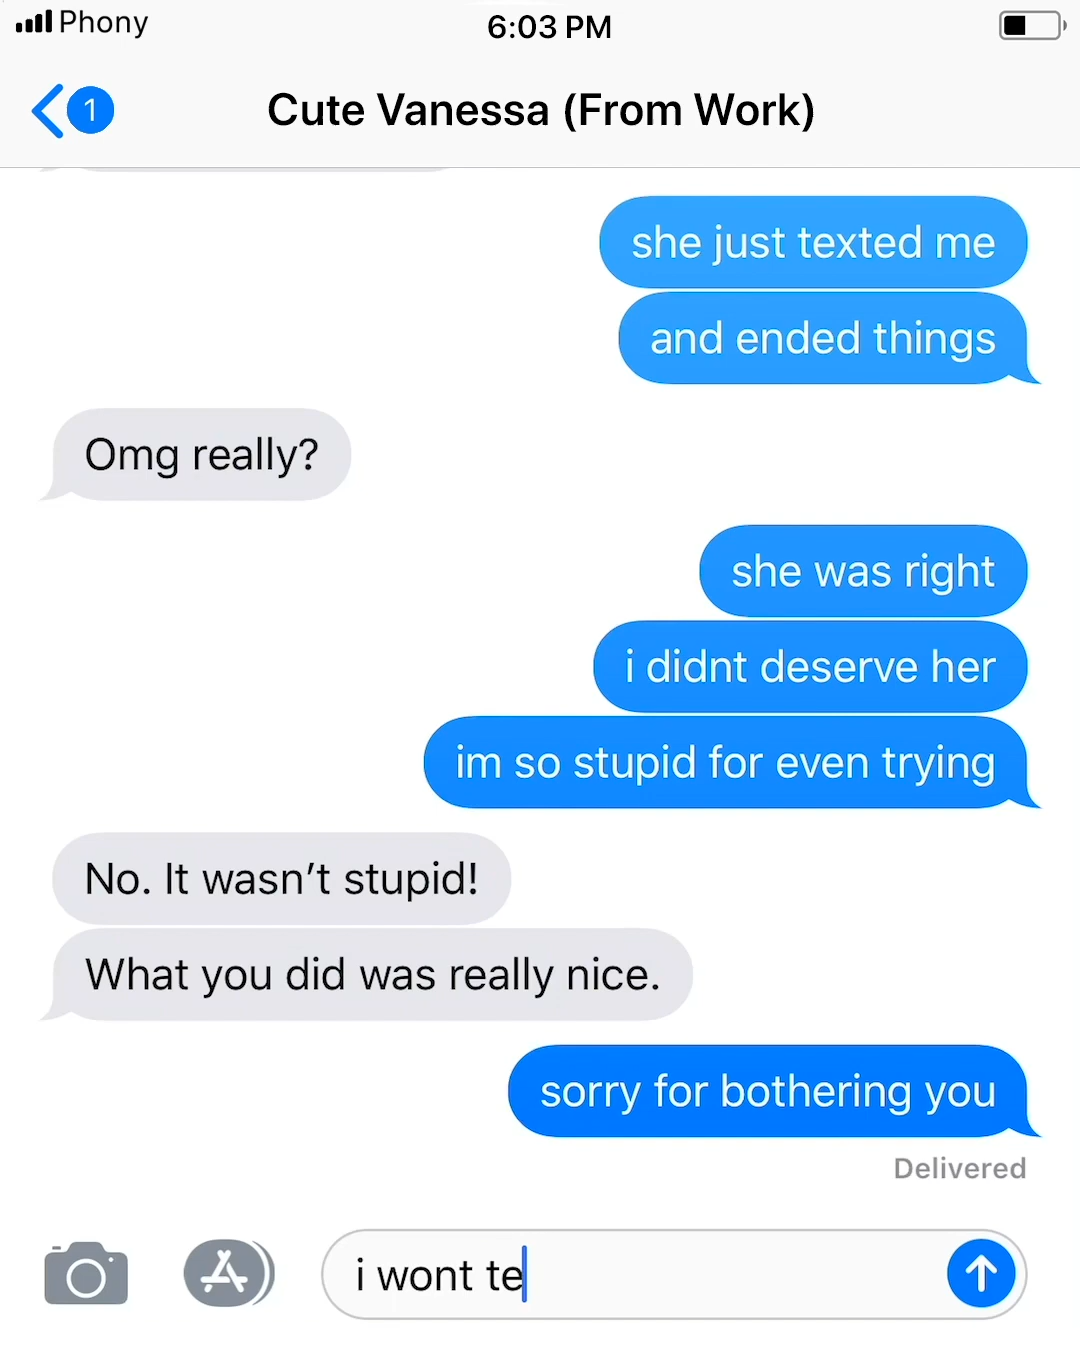 Phony
6:03 PM
1
Cute Vanessa (From Work)
she just texted me
and ended things
Omg really?
she was right
i didnt deserve her
im so stupid for even trying
No. It wasn’t stupid!
What you did was really nice.
sorry for bothering you
Delivered
i wont te